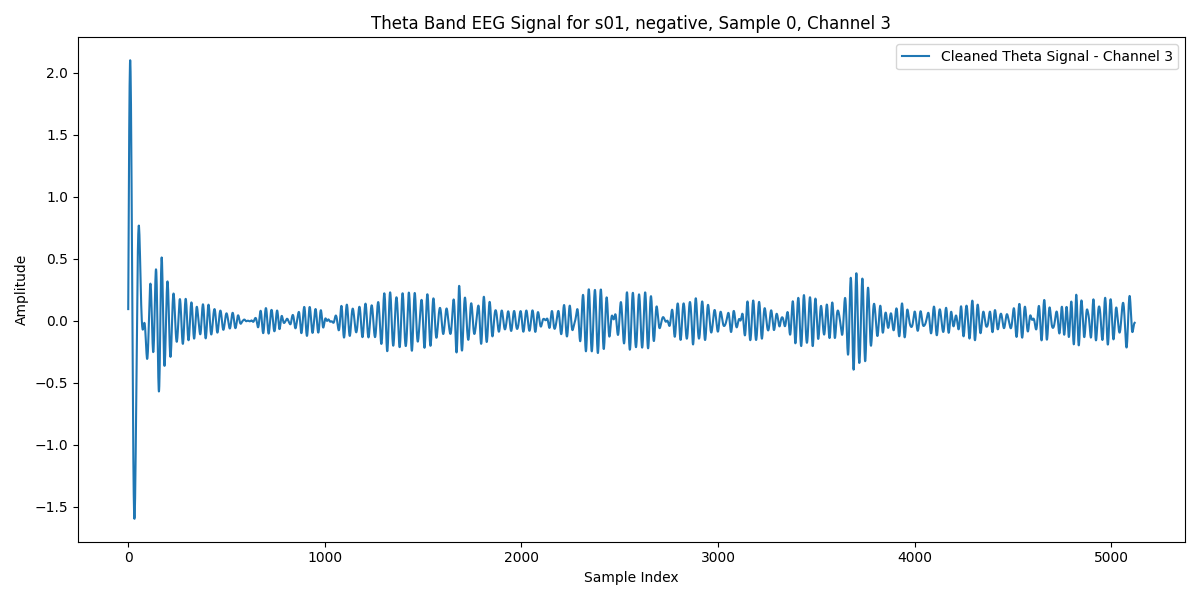 Theta Band EEG Signal for s01, negative, Sample 0, Channel 3
Cleaned Theta Signal - Channel 3
Amplitude
2.0
1.5
1.0
0.5
0.0
−0.5
−1.0
−1.5
0 1000 2000 3000 4000 5000
Sample Index